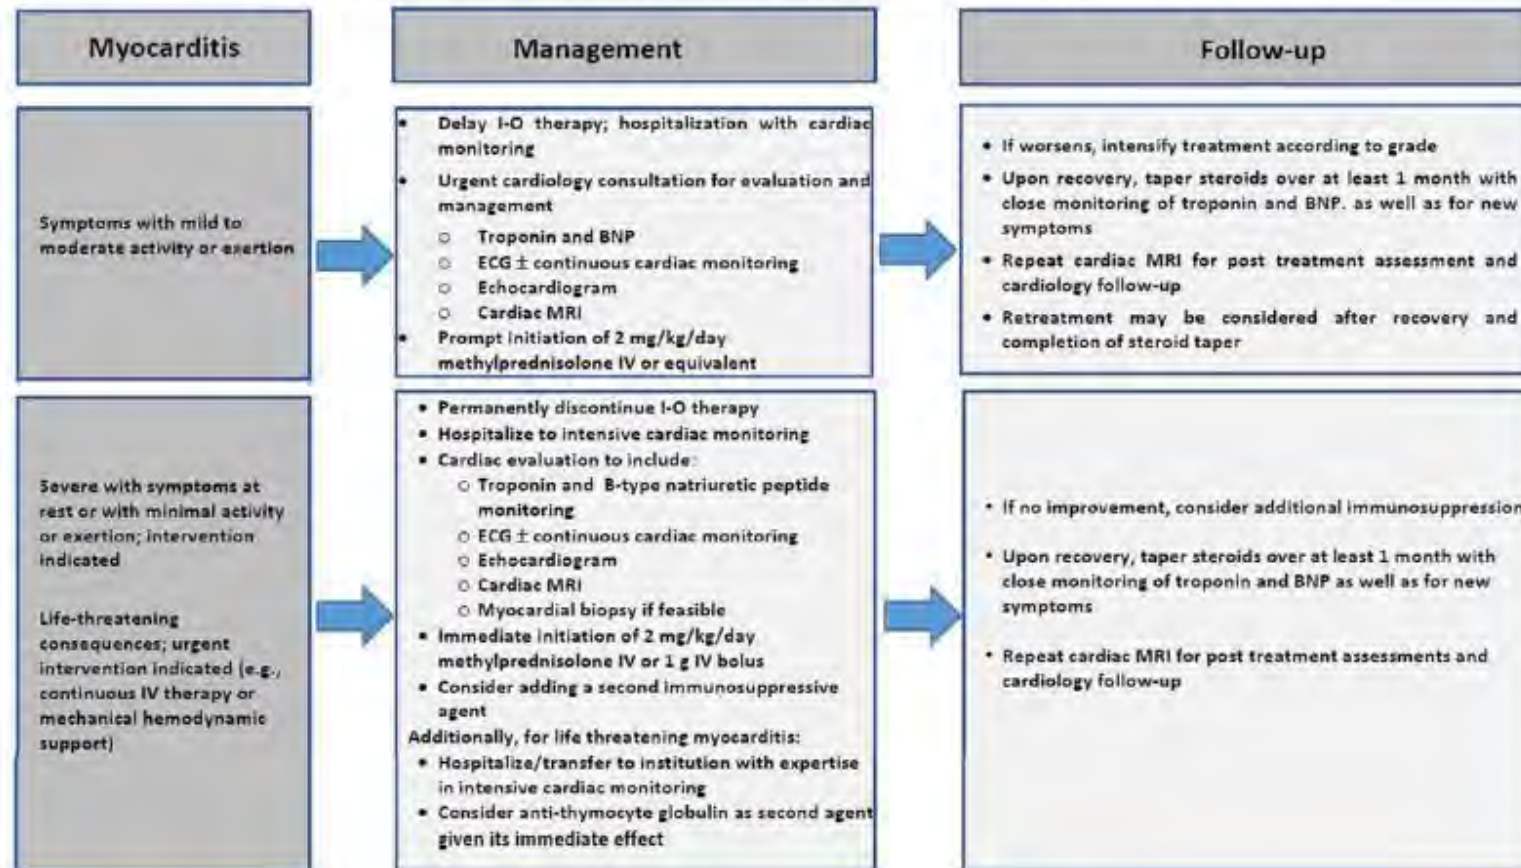 Myocarditis
Management
Follow-up
Symptoms with mild to
moderate activity or exertion
• Delay I-O therapy; hospitalization with cardiac
monitoring
• Urgent cardiology consultation for evaluation and
management
○ Troponin and BNP
○ ECG ± continuous cardiac monitoring
○ Echocardiogram
○ Cardiac MRI
• Prompt initiation of 2 mg/kg/day
methylprednisolone IV or equivalent
• If worsens, intensify treatment according to grade
• Upon recovery, taper steroids over at least 1 month with
close monitoring of troponin and BNP. as well as for new
symptoms
• Repeat cardiac MRI for post treatment assessment and
cardiology follow-up
• Retreatment may be considered after recovery and
completion of steroid taper
Severe with symptoms at
rest or with minimal activity
or exertion; intervention
indicated
Life-threatening
consequences; urgent
intervention indicated (e.g.,
continuous IV therapy or
mechanical hemodynamic
support)
• Permanently discontinue I-O therapy
• Hospitalize to intensive cardiac monitoring
• Cardiac evaluation to include:
○ Troponin and B-type natriuretic peptide
monitoring
○ ECG ± continuous cardiac monitoring
○ Echocardiogram
○ Cardiac MRI
○ Myocardial biopsy if feasible
• Immediate initiation of 2 mg/kg/day
methylprednisolone IV or 1 g IV bolus
• Consider adding a second immunosuppressive
agent
Additionally, for life threatening myocarditis:
• Hospitalize/transfer to institution with expertise
in intensive cardiac monitoring
• Consider anti-thymocyte globulin as second agent
given its immediate effect
• If no improvement, consider additional immunosuppression
• Upon recovery, taper steroids over at least 1 month with
close monitoring of troponin and BNP as well as for new
symptoms
• Repeat cardiac MRI for post treatment assessments and
cardiology follow-up